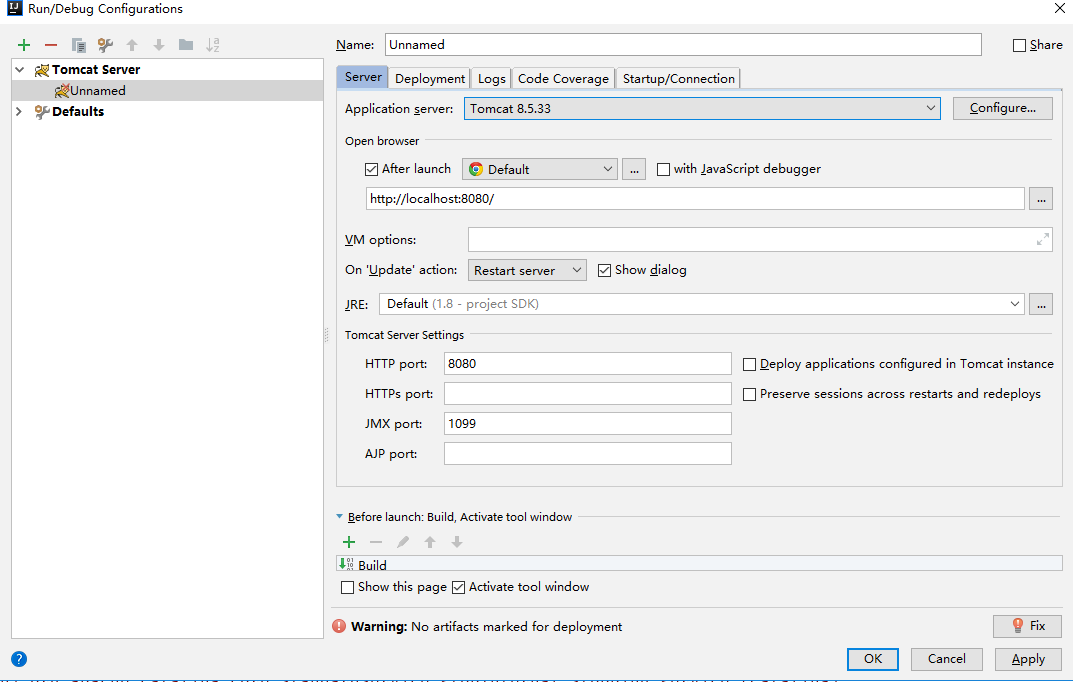 Run/Debug Configurations
Name: Unnamed Share
Tomcat Server
Unnamed
Defaults
Server Deployment Logs Code Coverage Startup/Connection
Application server: Tomcat 8.5.33 Configure...
Open browser
After launch Default ... with JavaScript debugger
http://localhost:8080/ ...
VM options:
On 'Update' action: Restart server Show dialog
JRE: Default (1.8 - project SDK) ...
Tomcat Server Settings
HTTP port: 8080 Deploy applications configured in Tomcat instance
HTTPs port: Preserve sessions across restarts and redeploys
JMX port: 1099
AJP port:
Before launch: Build, Activate tool window
Build
Show this page Activate tool window
Warning: No artifacts marked for deployment Fix
OK Cancel Apply